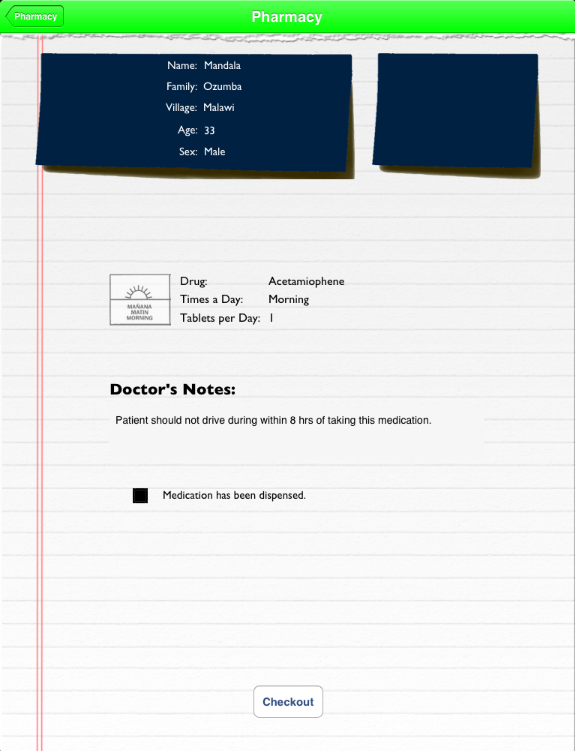 Pharmacy
Pharmacy
Name: Mandala
Family: Ozumba
Village: Malawi
Age: 33
Sex: Male
MAÑANA
MATIN
MORNING
Drug: Acetamiophene
Times a Day: Morning
Tablets per Day: 1
Doctor's Notes:
Patient should not drive during within 8 hrs of taking this medication.
Medication has been dispensed.
Checkout